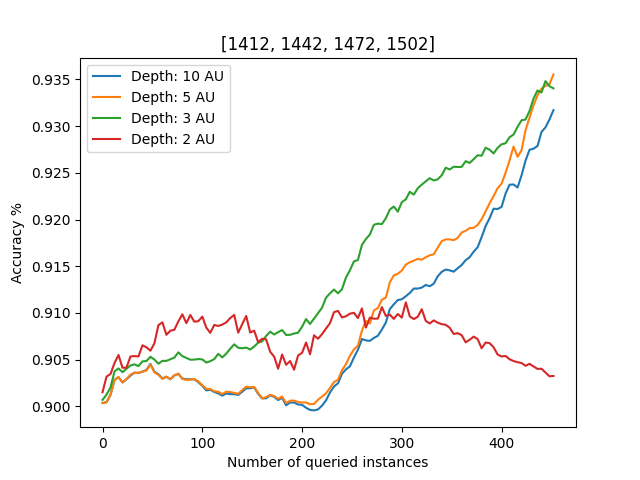 [1412, 1442, 1472, 1502]
Depth: 10 AU
Depth: 5 AU
Depth: 3 AU
Depth: 2 AU
Accuracy %
0.935
0.930
0.925
0.920
0.915
0.910
0.905
0.900
0 100 200 300 400
Number of queried instances